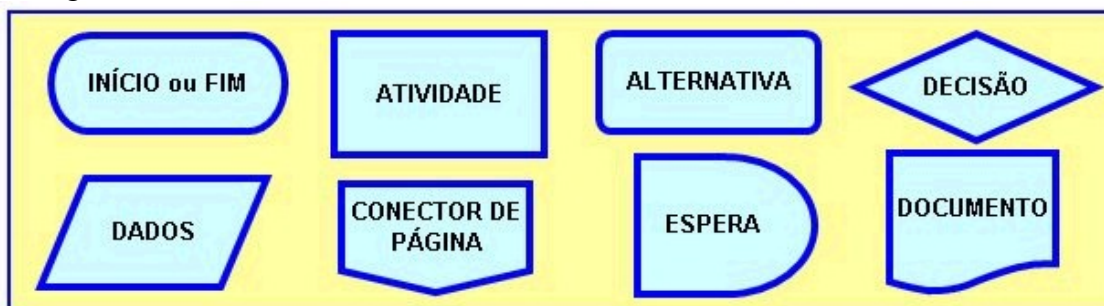 INÍCIO ou FIM
ATIVIDADE
ALTERNATIVA
DECISÃO
DADOS
CONECTOR DE
PÁGINA
ESPERA
DOCUMENTO